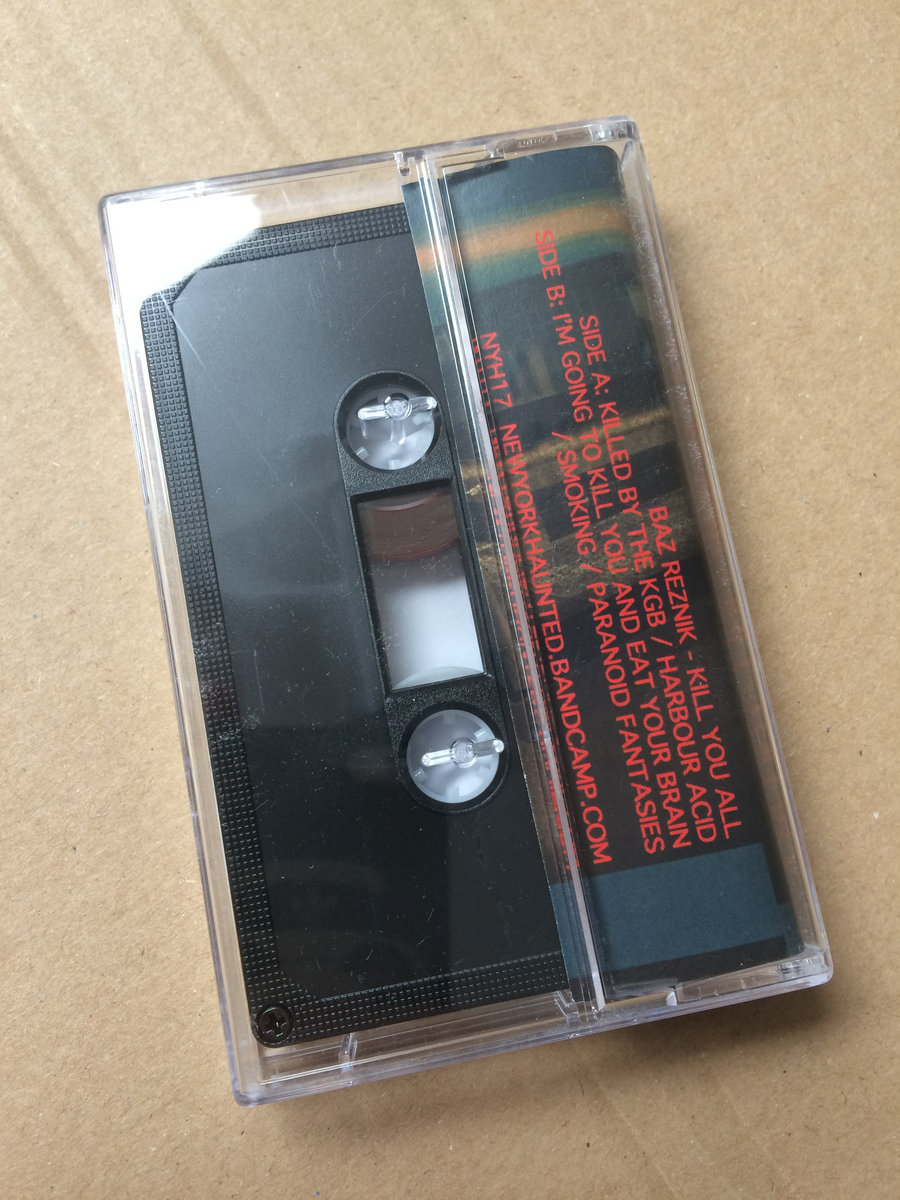 BAZ REZNIK - KILL YOU ALL
SIDE A: KILLED BY THE KGB / HARBOUR ACID
SIDE B: I'M GOING TO KILL YOU AND EAT YOUR BRAIN
/ SMOKING / PARANOID FANTASIES
NYH17 NEWYORKHAUNTED.BANDCAMP.COM